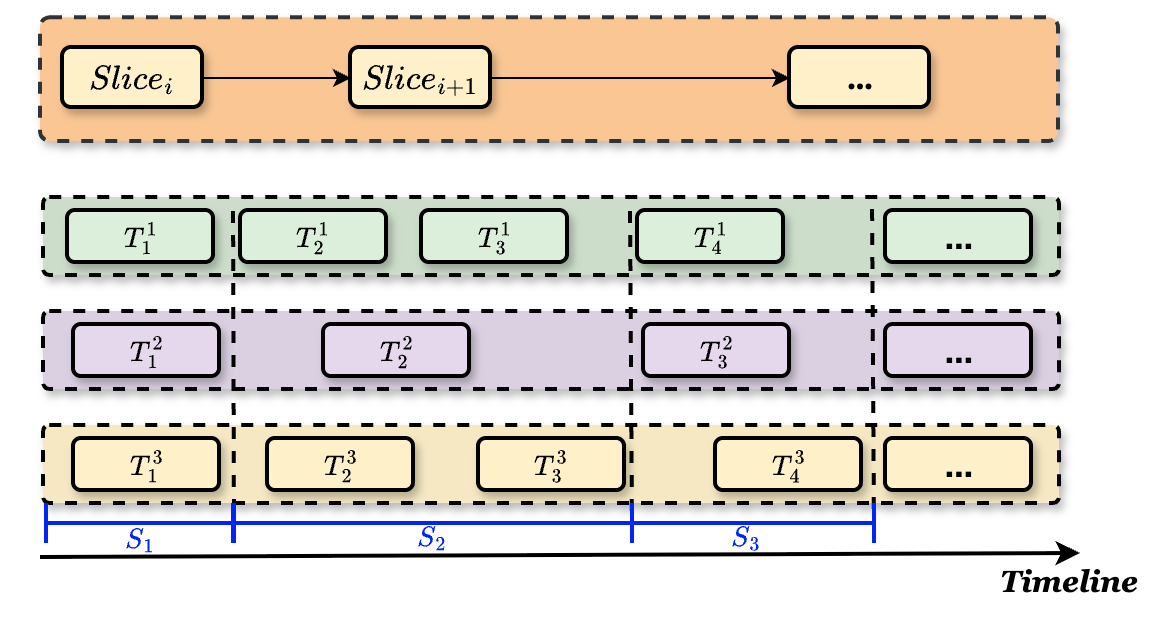 Slice_i Slice_{i+1} ...
T_1^1 T_2^1 T_3^1 T_4^1 ...
T_1^2 T_2^2 T_3^2 ...
T_1^3 T_2^3 T_3^3 T_4^3 ...
S_1 S_2 S_3
Timeline